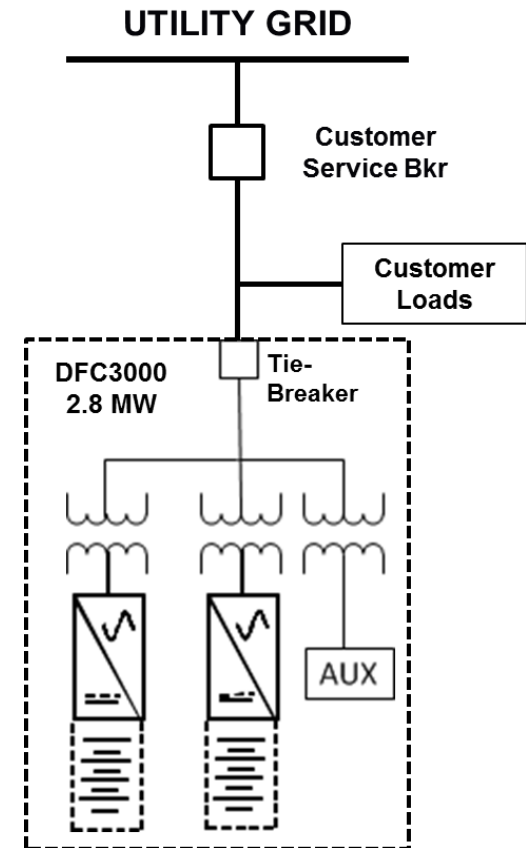 UTILITY GRID
Customer
Service Bkr
Customer
Loads
DFC3000
2.8 MW
Tie-
Breaker
AUX